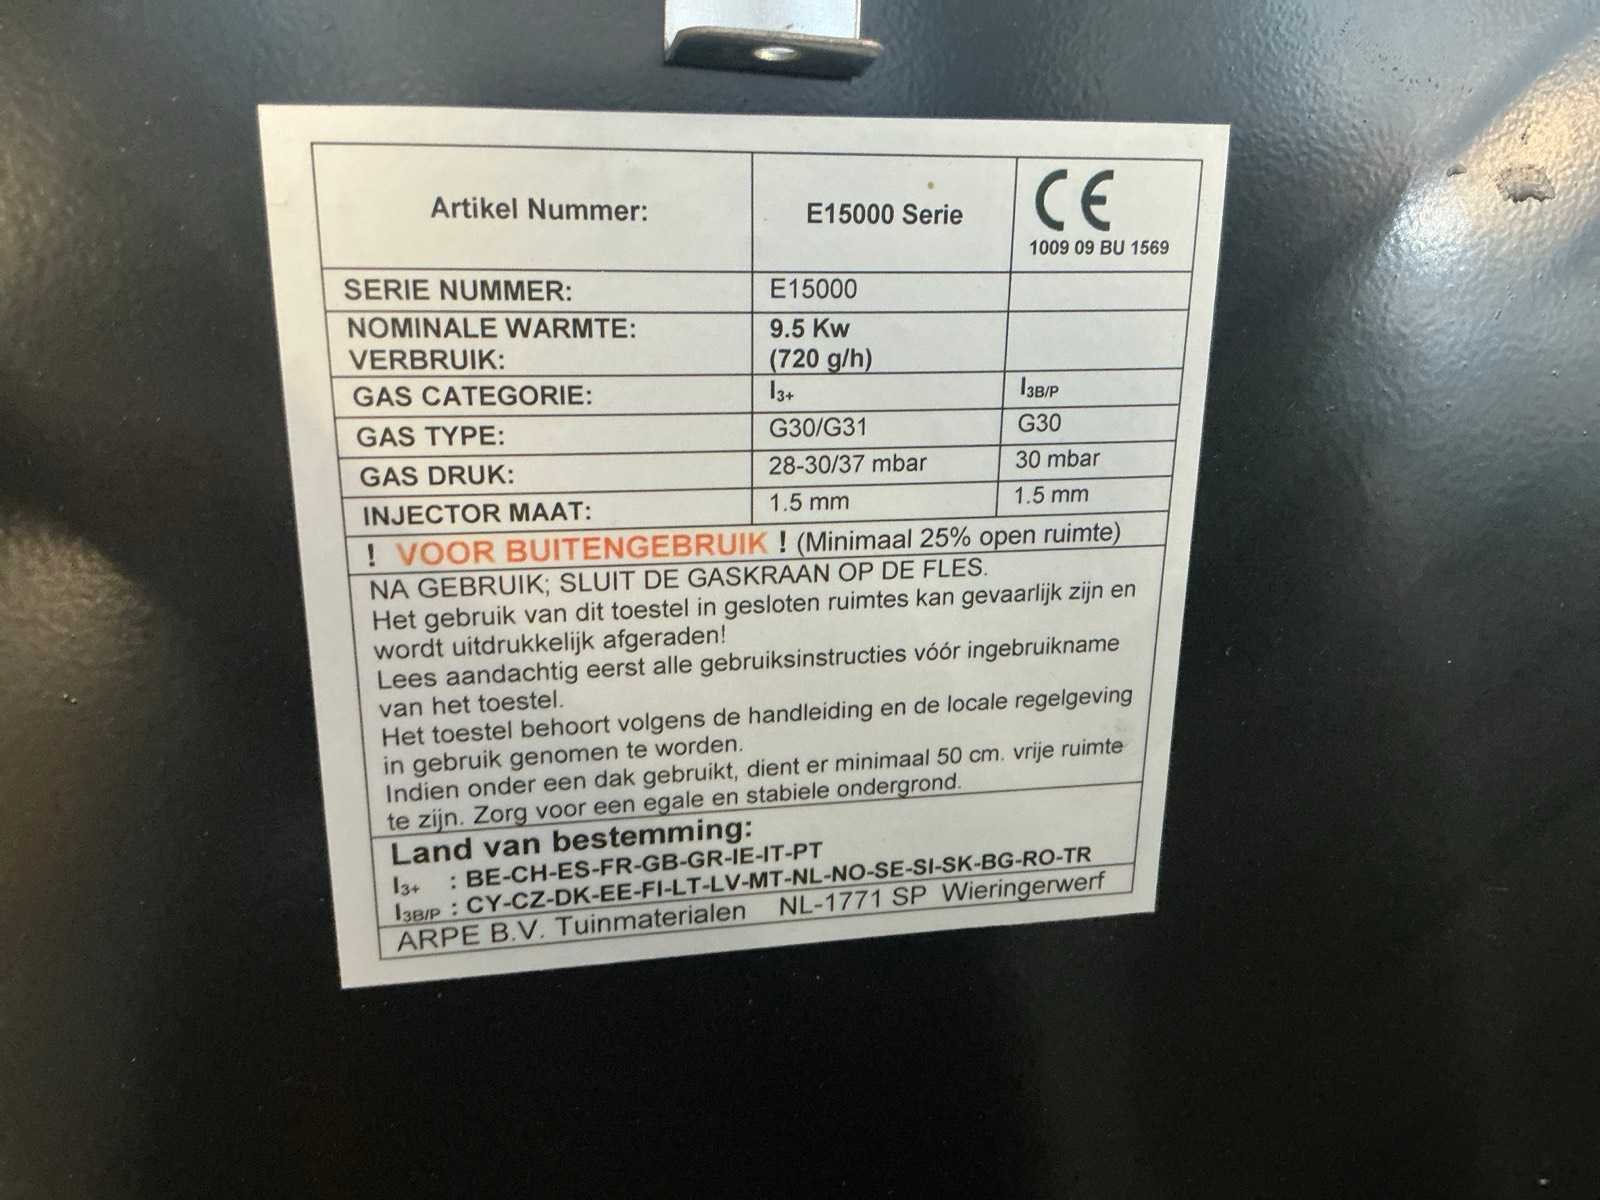 Artikel Nummer: E15000 Serie CE
1009 09 BU 1569
SERIE NUMMER: E15000
NOMINALE WARMTE: 9.5 Kw
VERBRUIK: (720 g/h)
GAS CATEGORIE: I3+ I3B/P
GAS TYPE: G30/G31 G30
GAS DRUK: 28-30/37 mbar 30 mbar
INJECTOR MAAT: 1.5 mm 1.5 mm
! VOOR BUITENGEBRUIK ! (Minimaal 25% open ruimte)
NA GEBRUIK; SLUIT DE GASKRAAN OP DE FLES.
Het gebruik van dit toestel in gesloten ruimtes kan gevaarlijk zijn en
wordt uitdrukkelijk afgeraden!
Lees aandachtig eerst alle gebruiksinstructies vóór ingebruikname
van het toestel.
Het toestel behoort volgens de handleiding en de locale regelgeving
in gebruik genomen te worden.
Indien onder een dak gebruikt, dient er minimaal 50 cm. vrije ruimte
te zijn. Zorg voor een egale en stabiele ondergrond.
Land van bestemming:
I3+ : BE-CH-ES-FR-GB-GR-IE-IT-PT
I3B/P : CY-CZ-DK-EE-FI-LT-LV-MT-NL-NO-SE-SI-SK-BG-RO-TR
ARPE B.V. Tuinmaterialen NL-1771 SP Wieringerwerf